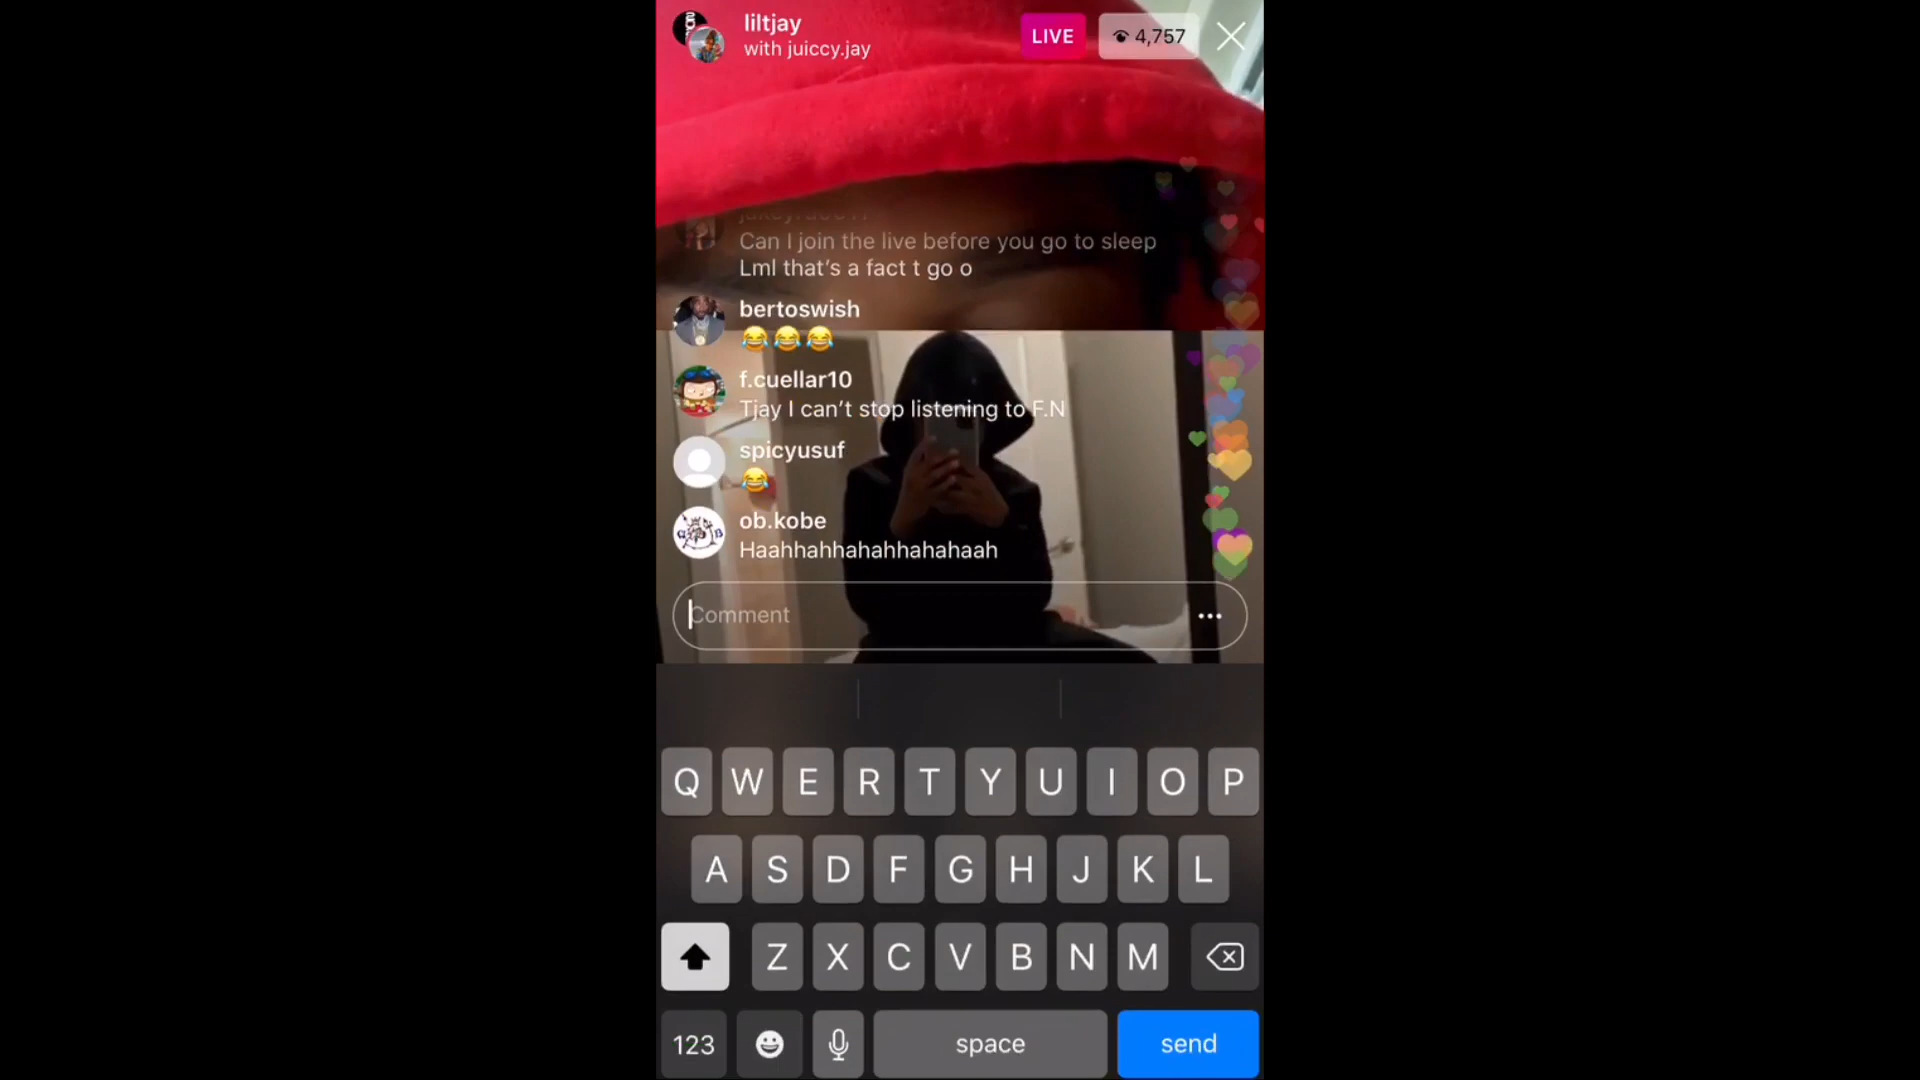 liltjay
with juiccy.jay
LIVE
4,757
Can I join the live before you go to sleep
Lml that’s a fact t go o
bertoswish
😂😂😂
f.cuellar10
Tjay I can’t stop listening to F.N
spicyusuf
😂
ob.kobe
Haahhahhahahhahahaah
Comment
Q W E R T Y U I O P
A S D F G H J K L
Z X C V B N M
123 space send